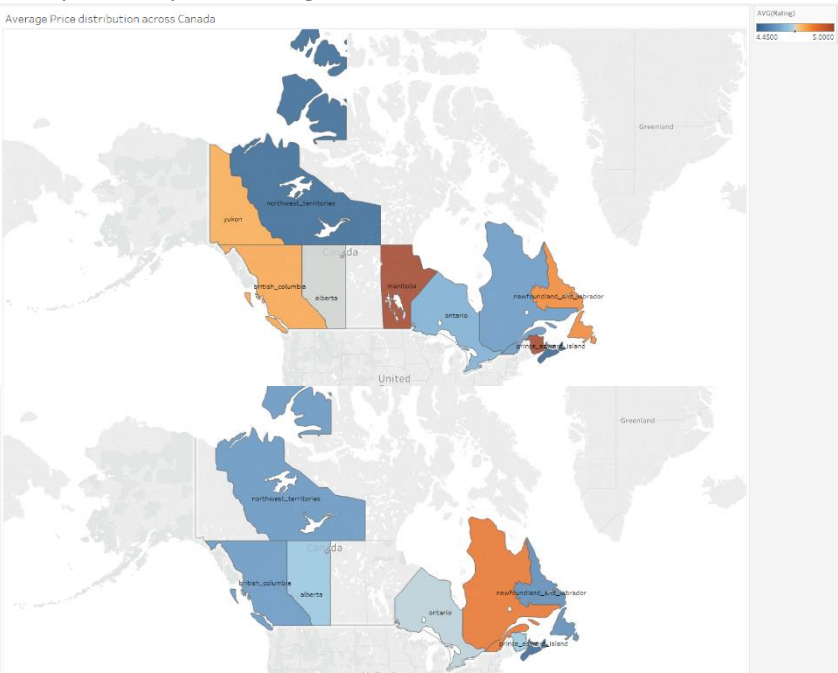 Average Price distribution across Canada
AVG(Rating)
4.4500 5.0000
Greenland
northwest_territories
yukon
Canada
british_columbia
alberta
manitoba
newfoundland_and_labrador
ontario
prince_edward_island
United
Greenland
northwest_territories
Canada
british_columbia
alberta
newfoundland_and_labrador
ontario
prince_edward_island